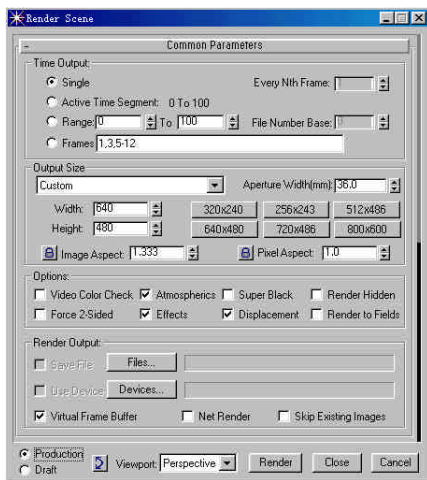 Render Scene
Common Parameters
Time Output:
Single
Every Nth Frame: 1
Active Time Segment: 0 To 100
Range: 0 To 100
File Number Base: 0
Frames 1,3,5-12
Output Size
Custom
Aperture Width(mm): 36.0
Width: 640
320x240 256x243 512x486
Height: 480
640x480 720x486 800x600
Image Aspect: 1.333
Pixel Aspect: 1.0
Options:
Video Color Check Atmospherics Super Black Render Hidden
Force 2-Sided Effects Displacement Render to Fields
Render Output:
Save File Files...
Use Device Devices...
Virtual Frame Buffer Net Render Skip Existing Images
Production
Draft
Viewport: Perspective Render Close Cancel